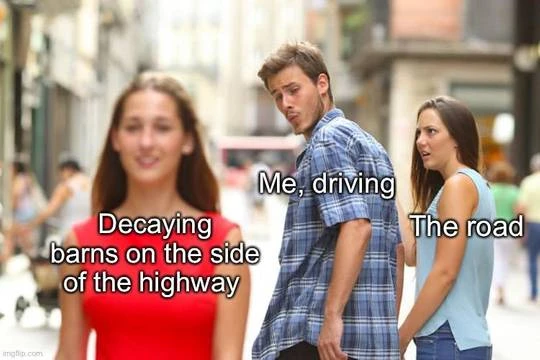 Me, driving
Decaying
barns on the side
of the highway
The road
imgflip.com